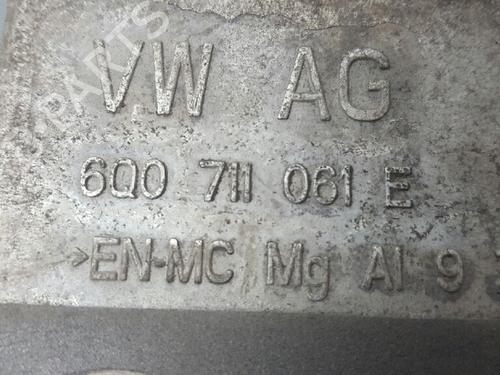 VW AG
6Q0 711 061 E
>EN-MC Mg Al 9